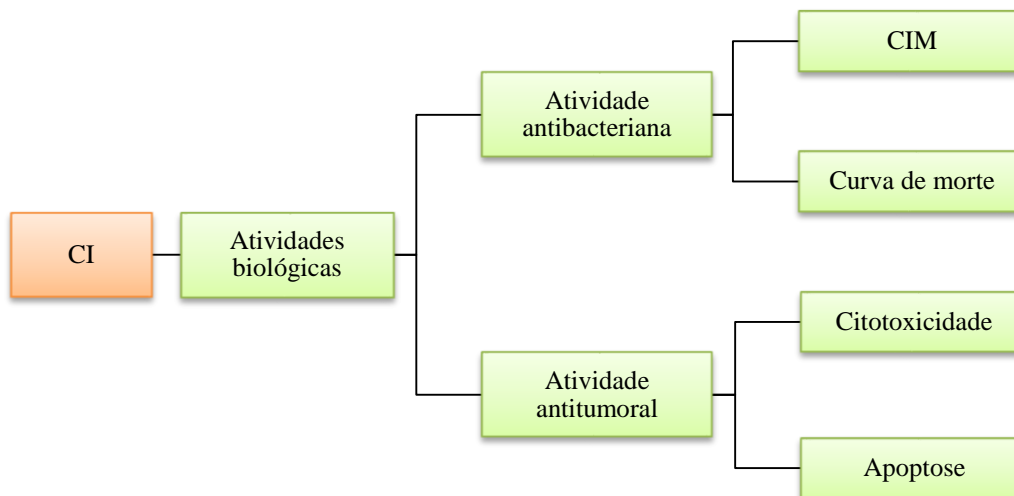 CI
Atividades
biológicas
Atividade
antibacteriana
CIM
Curva de morte
Atividade
antitumoral
Citotoxicidade
Apoptose